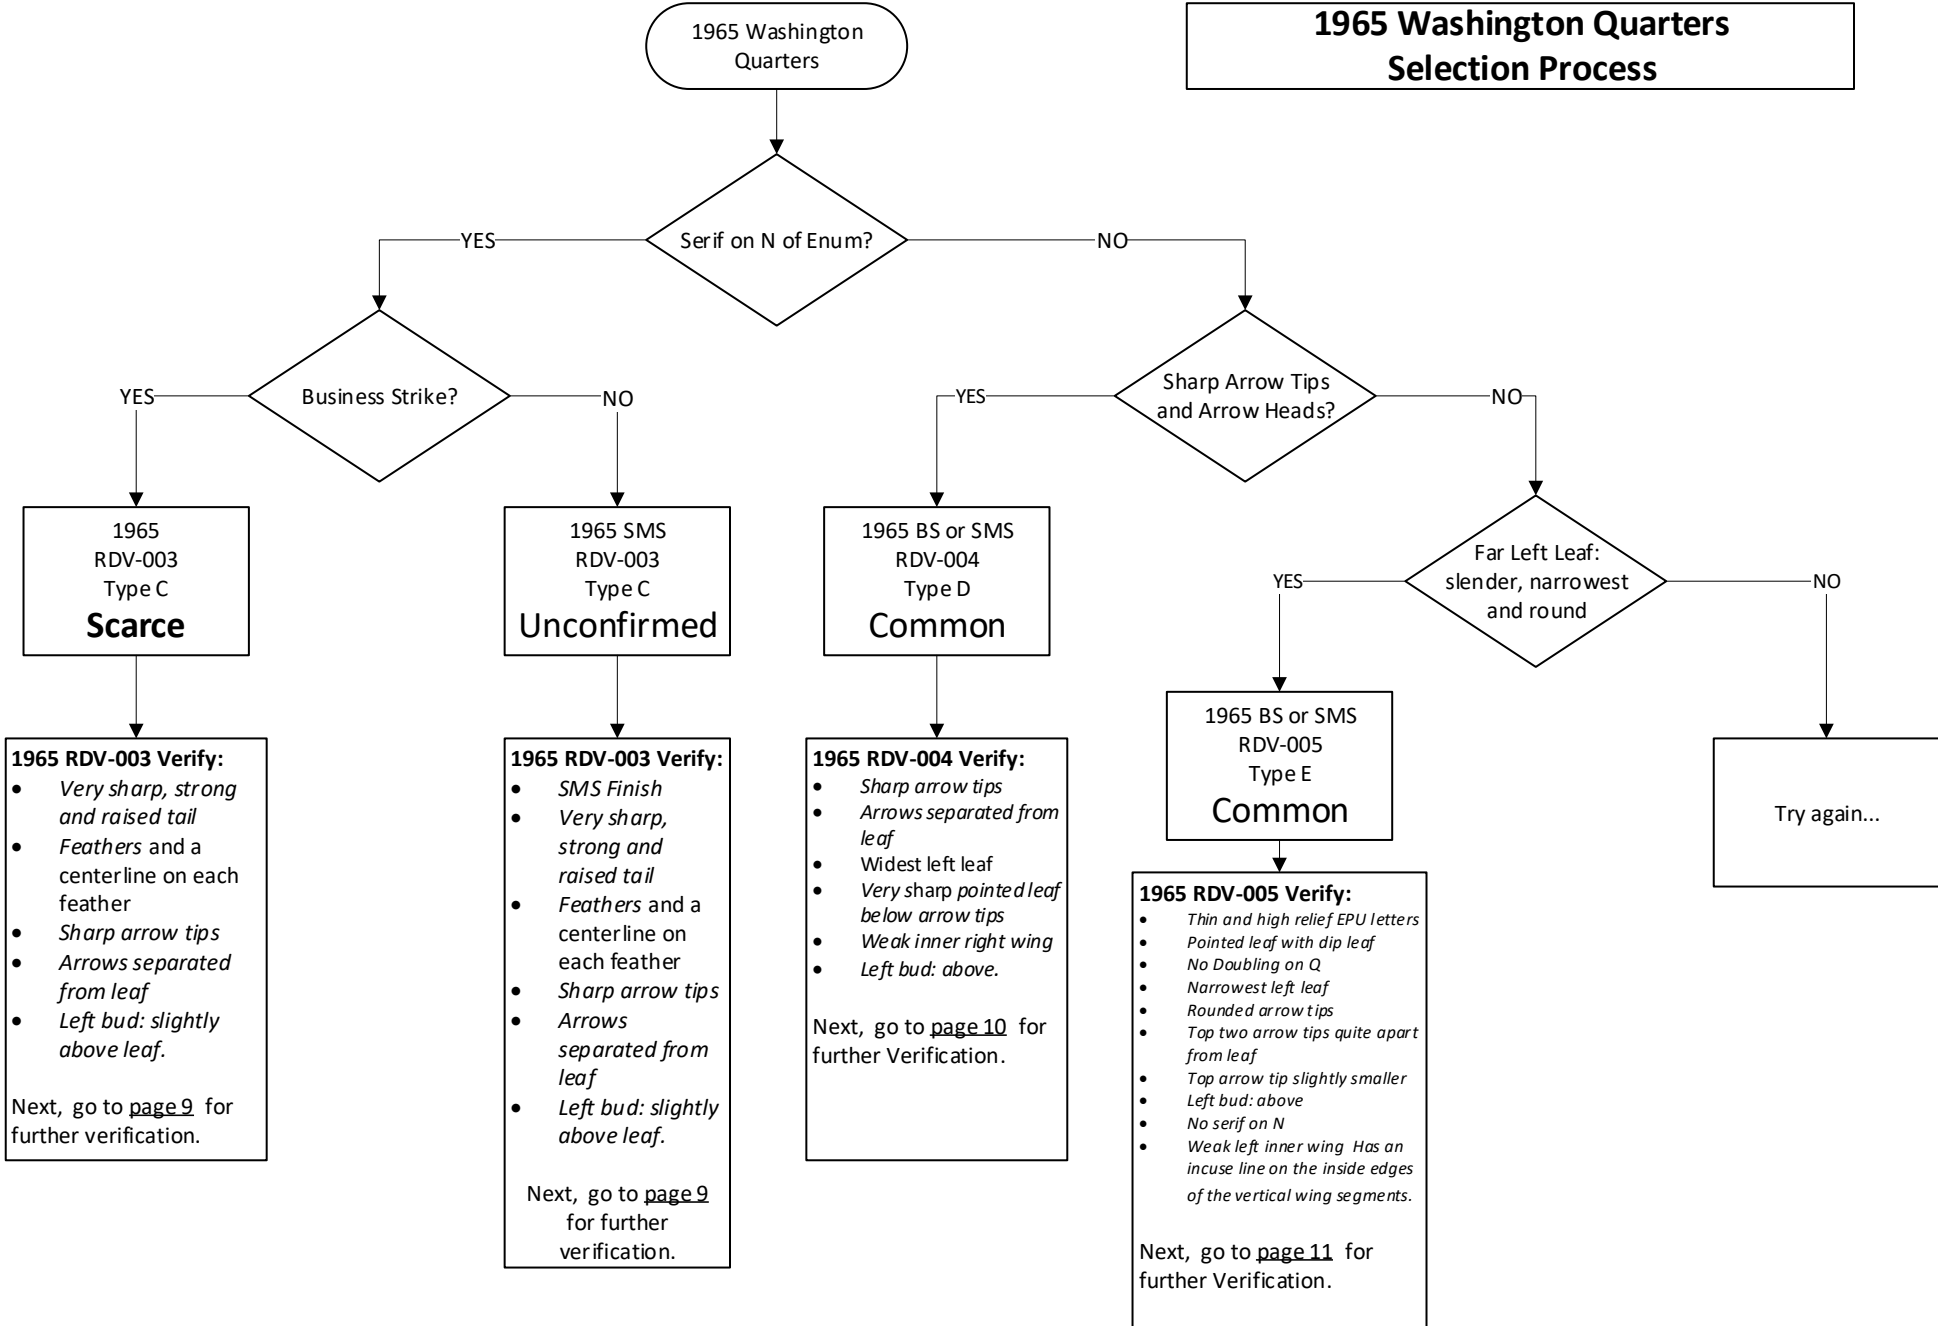 1965 Washington
Quarters
1965 Washington Quarters
Selection Process
Serif on N of Enum?
YES
NO
Business Strike?
YES
NO
Sharp Arrow Tips
and Arrow Heads?
YES
NO
Far Left Leaf:
slender, narrowest
and round
YES
NO
1965
RDV-003
Type C
Scarce
1965 SMS
RDV-003
Type C
Unconfirmed
1965 BS or SMS
RDV-004
Type D
Common
1965 BS or SMS
RDV-005
Type E
Common
Try again...
1965 RDV-003 Verify:
• Very sharp, strong
and raised tail
• Feathers and a
centerline on each
feather
• Sharp arrow tips
• Arrows separated
from leaf
• Left bud: slightly
above leaf.
Next, go to page 9 for
further verification.
1965 RDV-003 Verify:
• SMS Finish
• Very sharp,
strong and
raised tail
• Feathers and a
centerline on
each feather
• Sharp arrow tips
• Arrows
separated from
leaf
• Left bud: slightly
above leaf.
Next, go to page 9
for further
verification.
1965 RDV-004 Verify:
• Sharp arrow tips
• Arrows separated from
leaf
• Widest left leaf
• Very sharp pointed leaf
below arrow tips
• Weak inner right wing
• Left bud: above.
Next, go to page 10 for
further Verification.
1965 RDV-005 Verify:
• Thin and high relief EPU letters
• Pointed leaf with dip leaf
• No Doubling on Q
• Narrowest left leaf
• Rounded arrow tips
• Top two arrow tips quite apart
from leaf
• Top arrow tip slightly smaller
• Left bud: above
• No serif on N
• Weak left inner wing Has an
incuse line on the inside edges
of the vertical wing segments.
Next, go to page 11 for
further Verification.